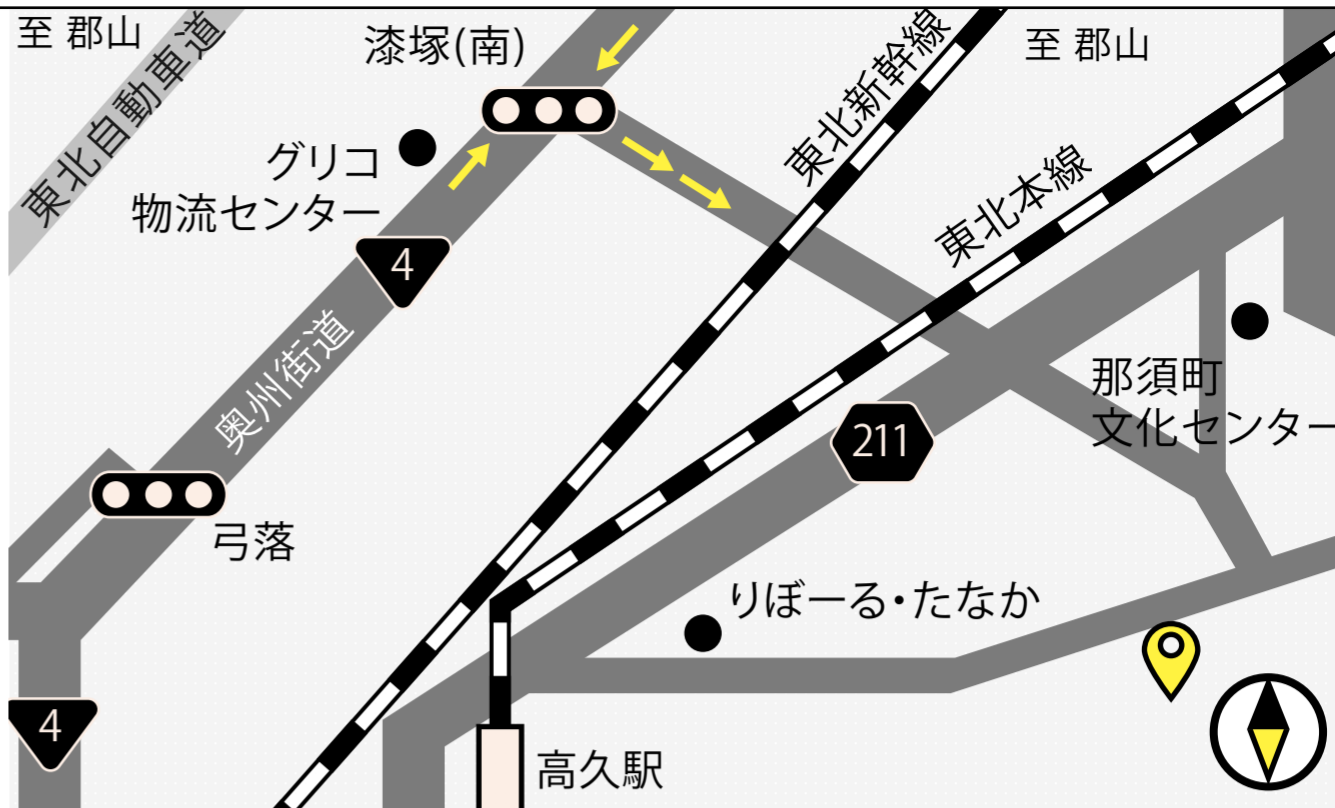 至 郡山
漆塚(南)
至 郡山
東北自動車道
東北新幹線
グリコ
物流センター
東北本線
4
奥州街道
那須町
文化センター
211
弓落
りぼーる・たなか
4
高久駅